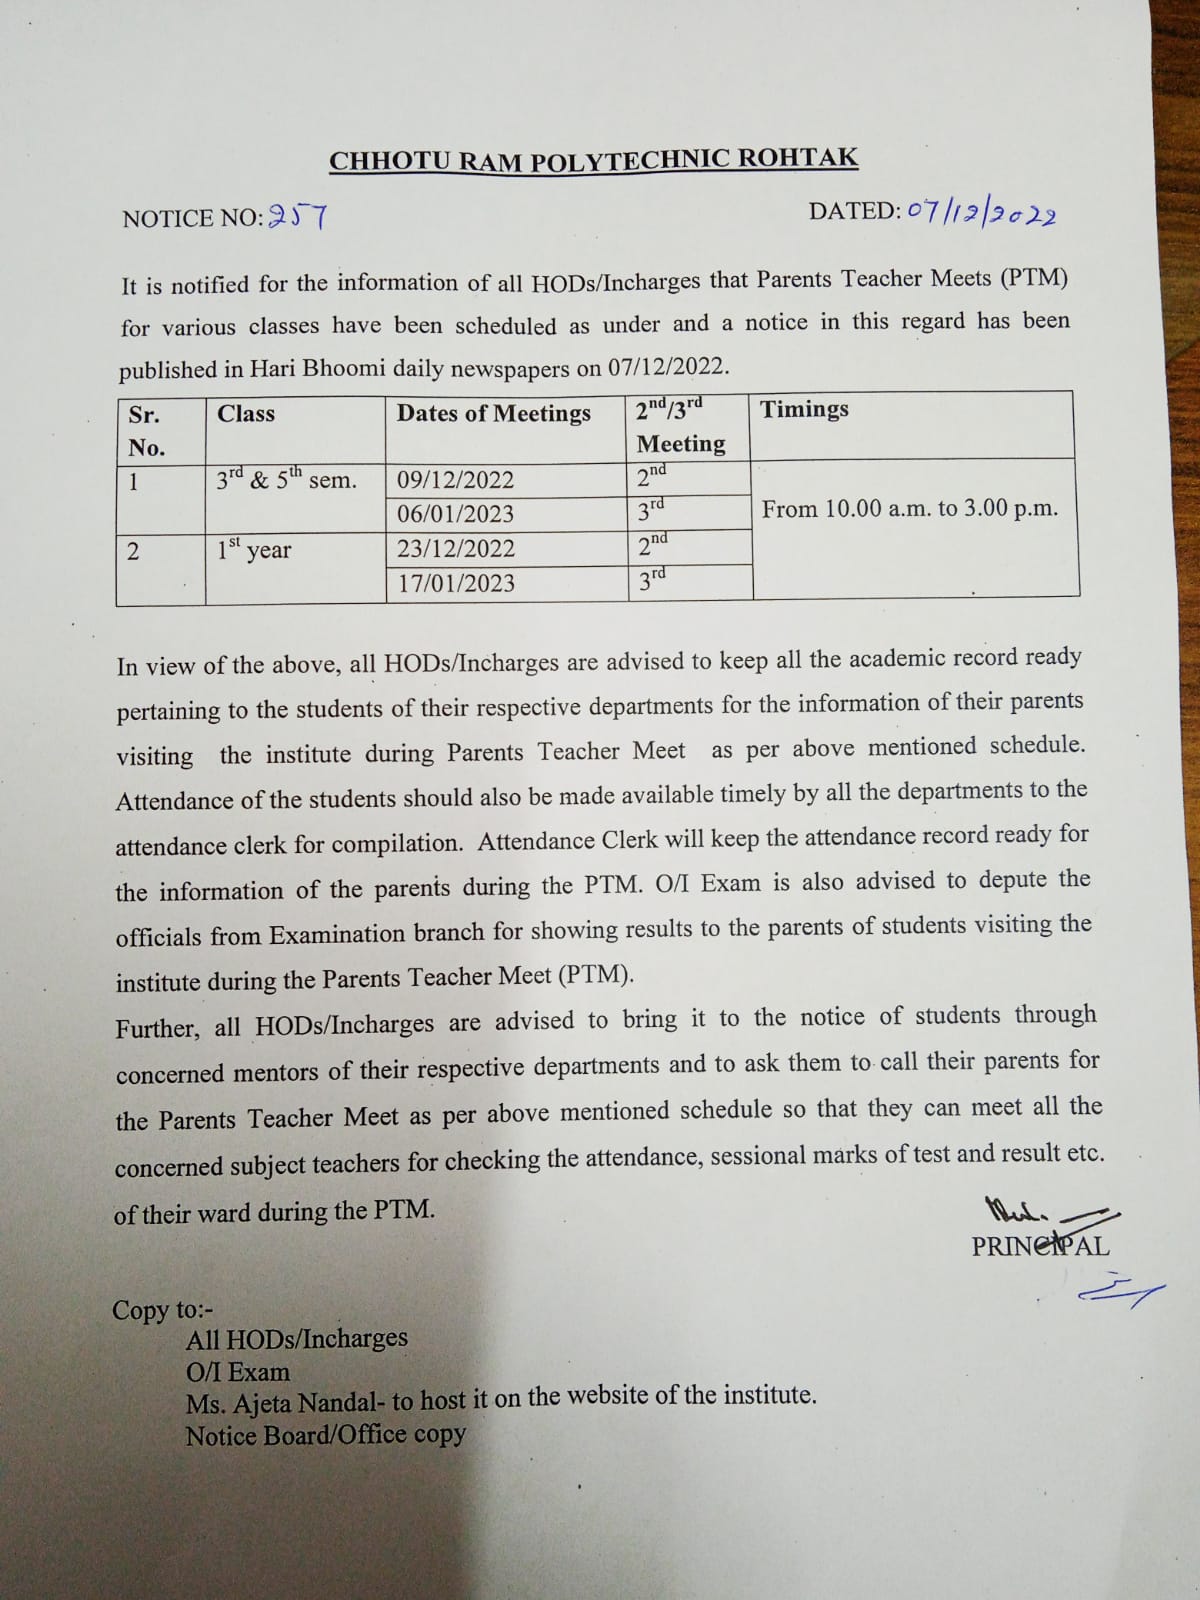 CHHOTU RAM POLYTECHNIC ROHTAK
NOTICE NO: 257 DATED: 07/12/2022
It is notified for the information of all HODs/Incharges that Parents Teacher Meets (PTM)
for various classes have been scheduled as under and a notice in this regard has been
published in Hari Bhoomi daily newspapers on 07/12/2022.
Sr. No. Class Dates of Meetings 2nd/3rd Meeting Timings
1 3rd & 5th sem. 09/12/2022 2nd
06/01/2023 3rd From 10.00 a.m. to 3.00 p.m.
2 1st year 23/12/2022 2nd
17/01/2023 3rd
In view of the above, all HODs/Incharges are advised to keep all the academic record ready
pertaining to the students of their respective departments for the information of their parents
visiting the institute during Parents Teacher Meet as per above mentioned schedule.
Attendance of the students should also be made available timely by all the departments to the
attendance clerk for compilation. Attendance Clerk will keep the attendance record ready for
the information of the parents during the PTM. O/I Exam is also advised to depute the
officials from Examination branch for showing results to the parents of students visiting the
institute during the Parents Teacher Meet (PTM).
Further, all HODs/Incharges are advised to bring it to the notice of students through
concerned mentors of their respective departments and to ask them to call their parents for
the Parents Teacher Meet as per above mentioned schedule so that they can meet all the
concerned subject teachers for checking the attendance, sessional marks of test and result etc.
of their ward during the PTM.
PRINCIPAL
Copy to:-
All HODs/Incharges
O/I Exam
Ms. Ajeta Nandal- to host it on the website of the institute.
Notice Board/Office copy